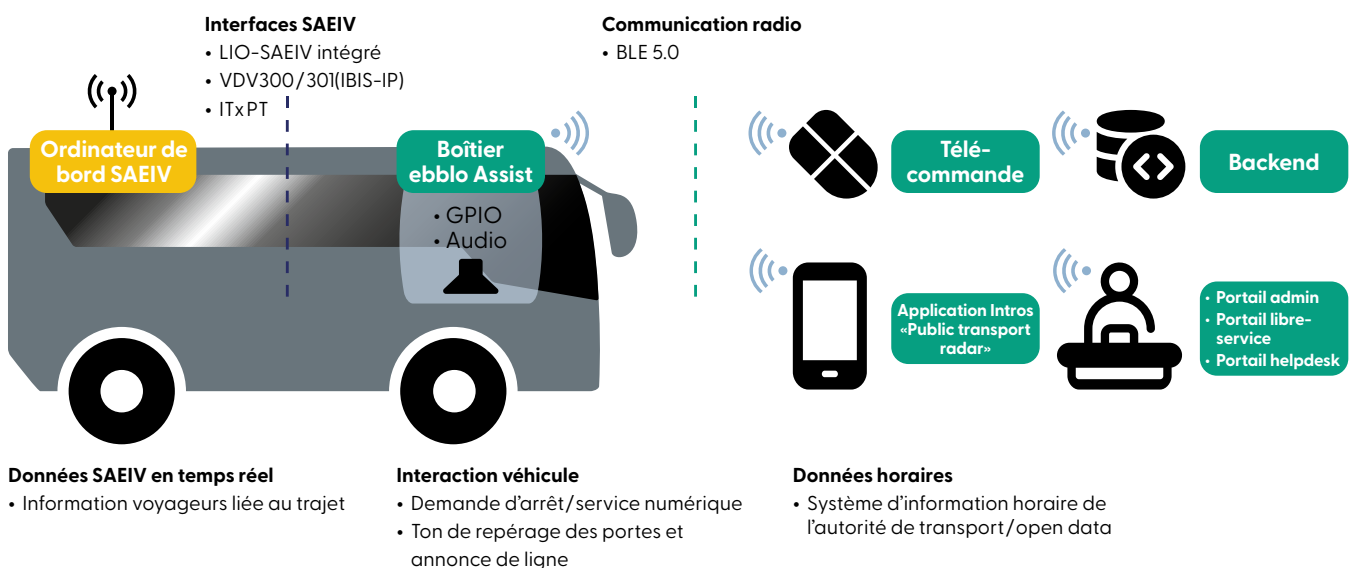 Interfaces SAEIV
• LIO-SAEIV intégré
• VDV300/301(IBIS-IP)
• ITxPT
Communication radio
• BLE 5.0
Ordinateur de
bord SAEIV
Boîtier
ebblo Assist
• GPIO
• Audio
Télé-
commande
Backend
Application Intros
«Public transport
radar»
• Portail admin
• Portail libre-
service
• Portail helpdesk
Données SAEIV en temps réel
• Information voyageurs liée au trajet
Interaction véhicule
• Demande d'arrêt/service numérique
• Ton de repérage des portes et
annonce de ligne
Données horaires
• Système d'information horaire de
l'autorité de transport/open data